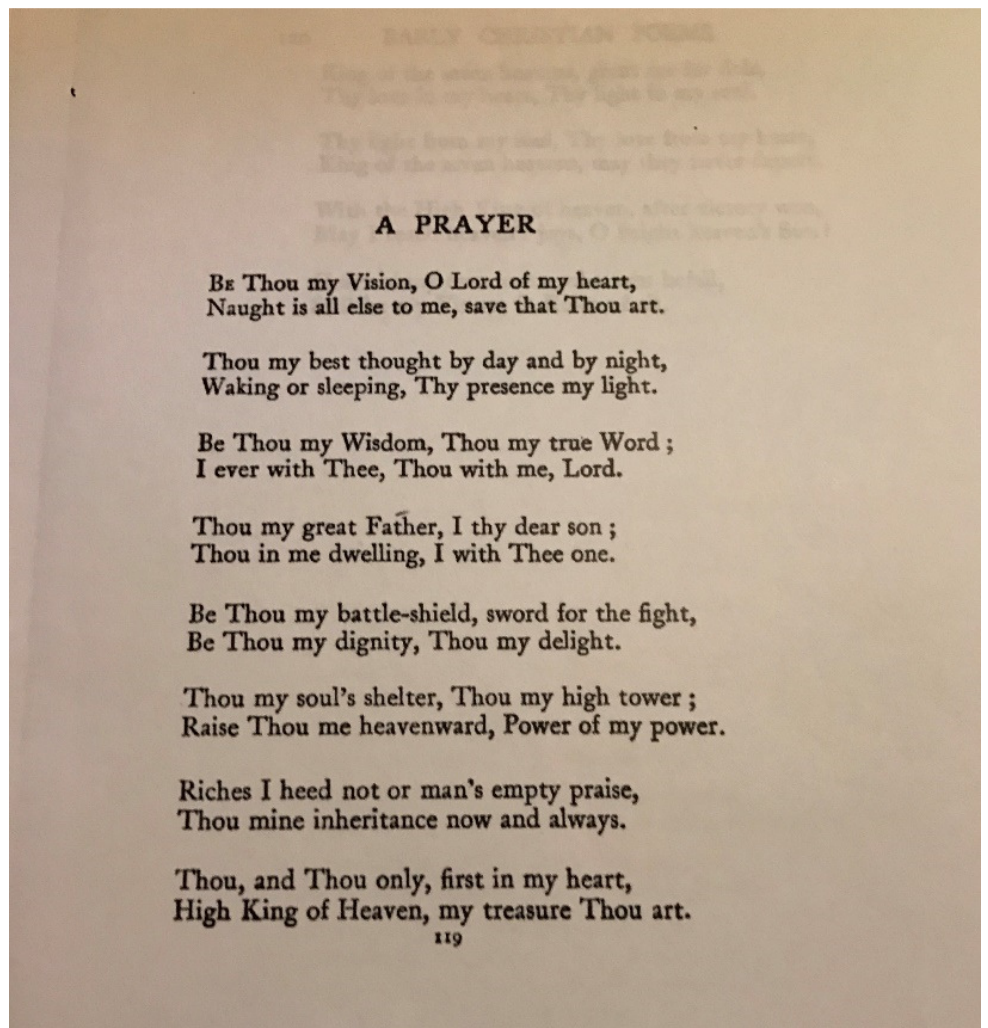 A PRAYER
BE Thou my Vision, O Lord of my heart,
Naught is all else to me, save that Thou art.
Thou my best thought by day and by night,
Waking or sleeping, Thy presence my light.
Be Thou my Wisdom, Thou my true Word ;
I ever with Thee, Thou with me, Lord.
Thou my great Father, I thy dear son ;
Thou in me dwelling, I with Thee one.
Be Thou my battle-shield, sword for the fight,
Be Thou my dignity, Thou my delight.
Thou my soul's shelter, Thou my high tower ;
Raise Thou me heavenward, Power of my power.
Riches I heed not or man's empty praise,
Thou mine inheritance now and always.
Thou, and Thou only, first in my heart,
High King of Heaven, my treasure Thou art.
119